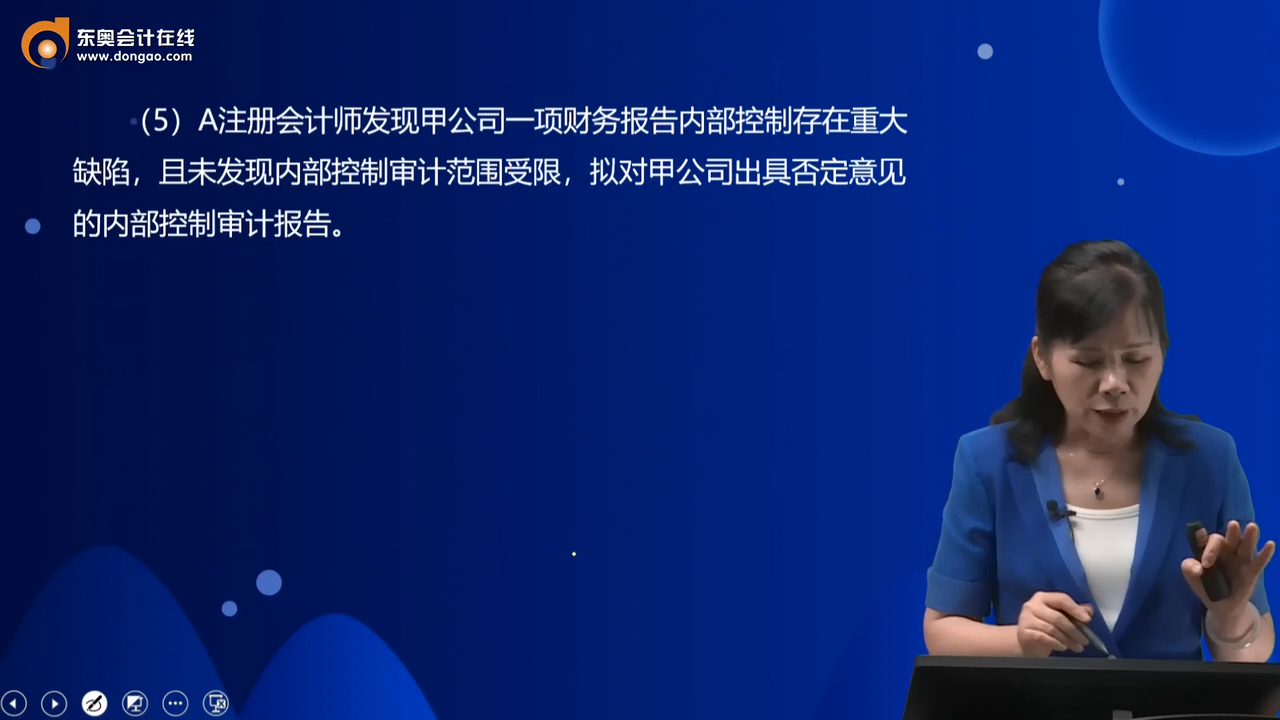 东奥会计在线
www.dongao.com
（5）A注册会计师发现甲公司一项财务报告内部控制存在重大
缺陷，且未发现内部控制审计范围受限，拟对甲公司出具否定意见
的内部控制审计报告。